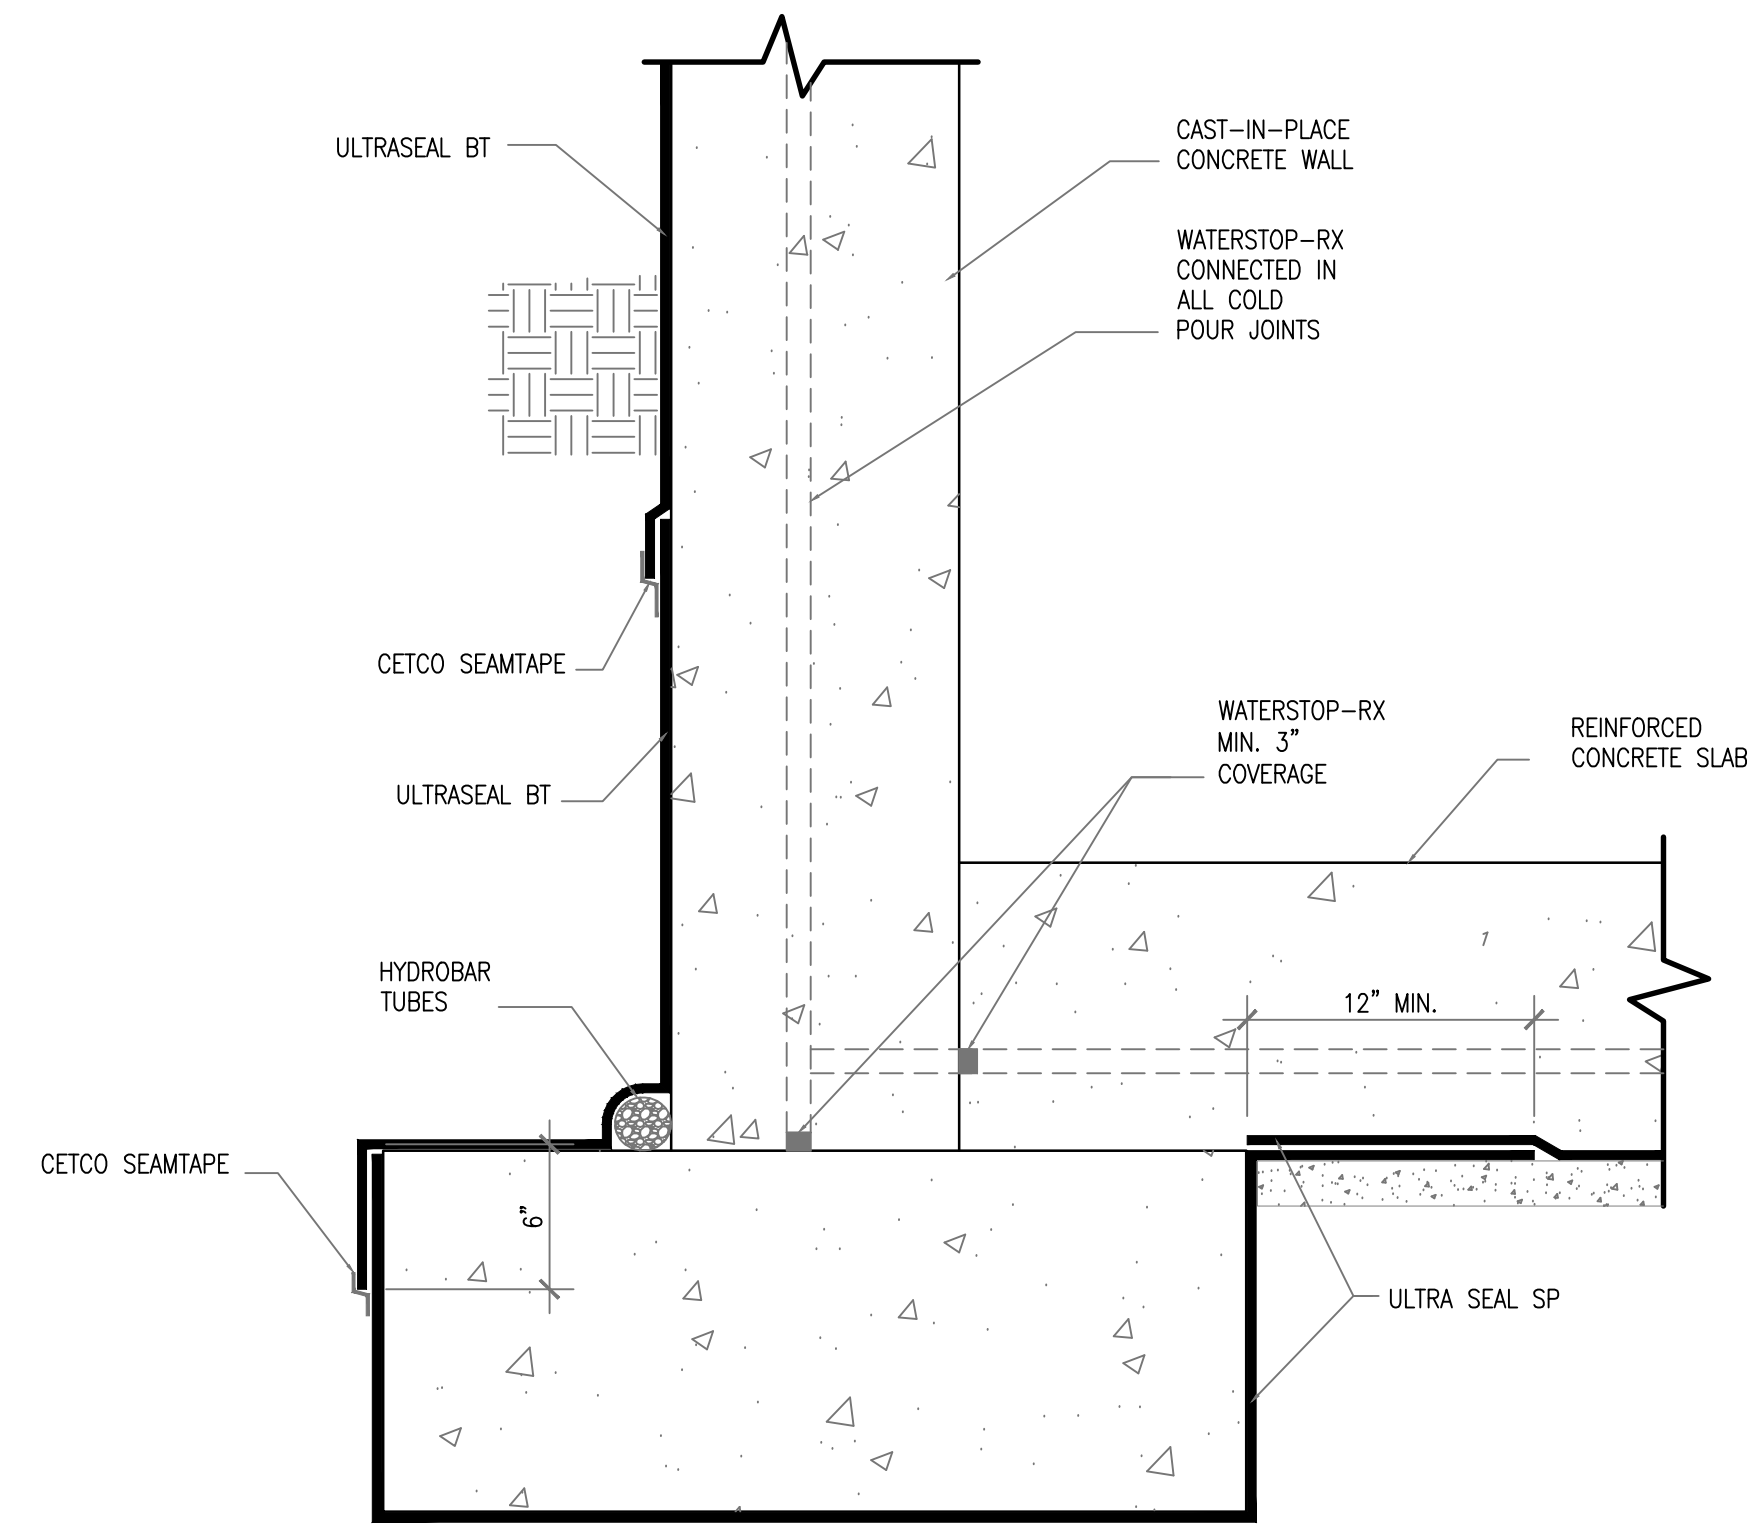 ULTRASEAL BT
CAST-IN-PLACE
CONCRETE WALL
WATERSTOP-RX
CONNECTED IN
ALL COLD
POUR JOINTS
CETCO SEAMTAPE
ULTRASEAL BT
WATERSTOP-RX
MIN. 3”
COVERAGE
REINFORCED
CONCRETE SLAB
HYDROBAR
TUBES
12” MIN.
CETCO SEAMTAPE
6”
ULTRA SEAL SP